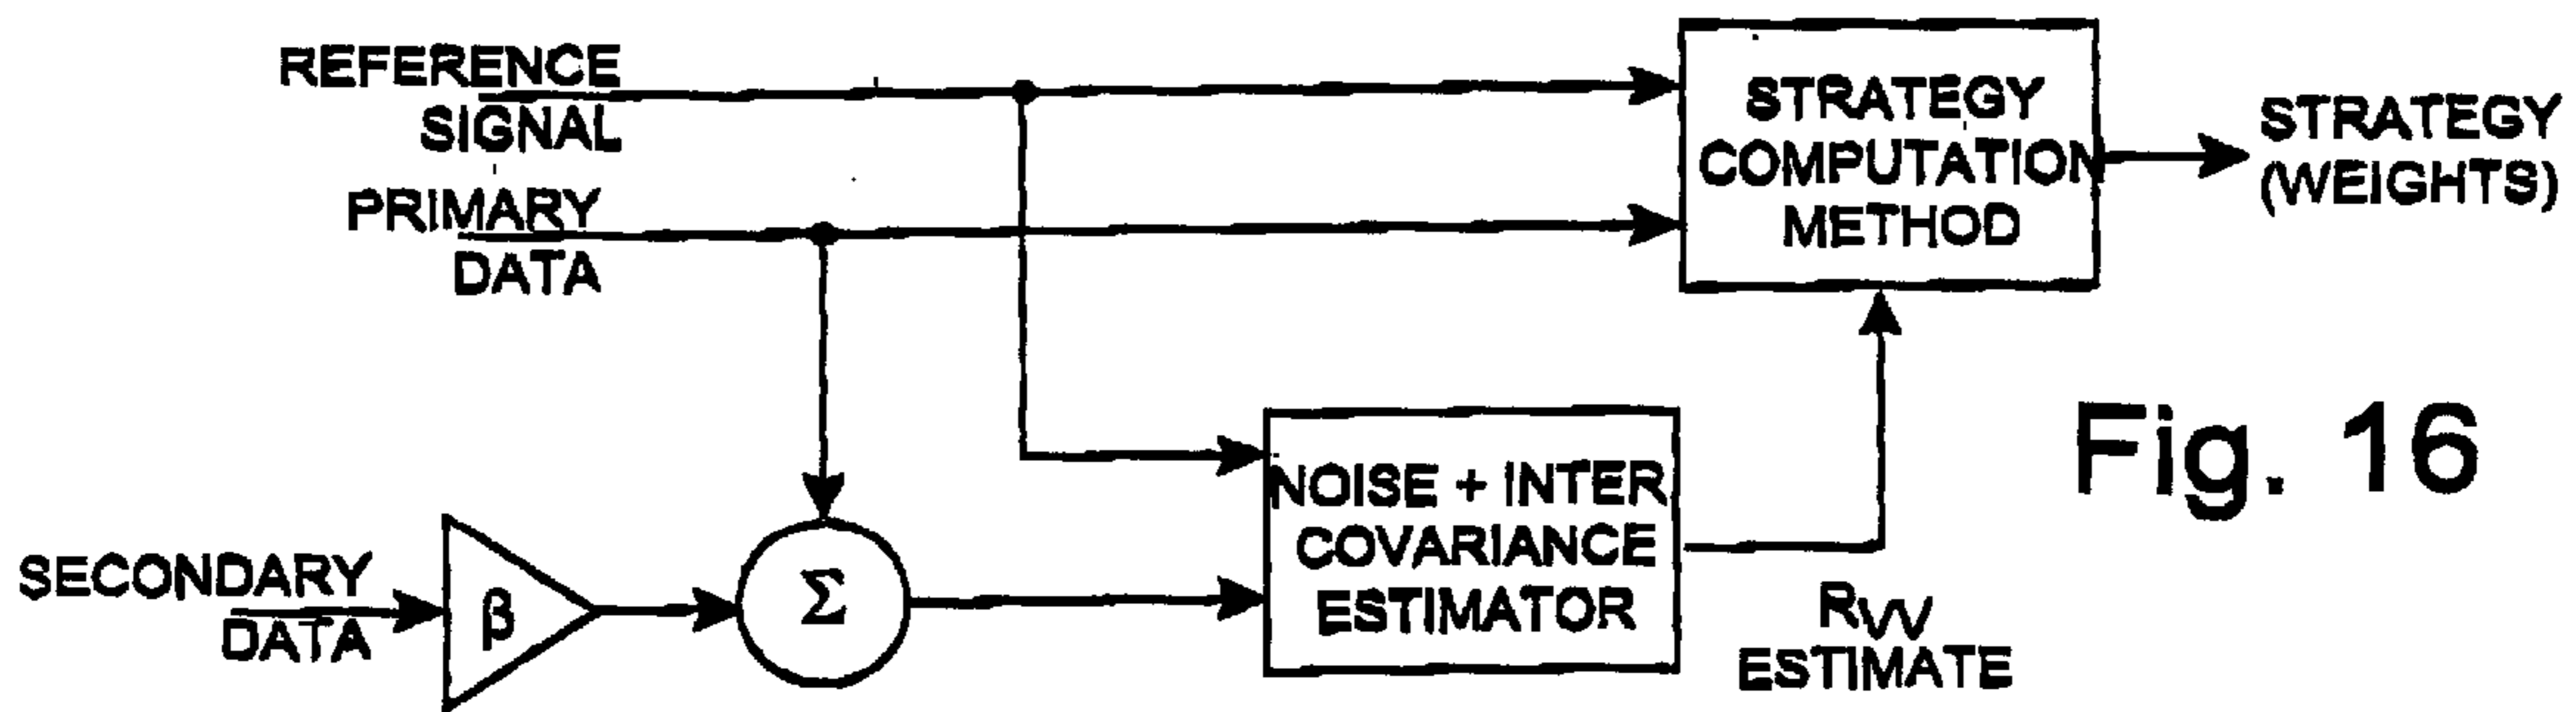 REFERENCE
SIGNAL
PRIMARY
DATA
STRATEGY
COMPUTATION
METHOD
STRATEGY
(WEIGHTS)
SECONDARY
DATA
β
Σ
NOISE + INTER
COVARIANCE
ESTIMATOR
RVV
ESTIMATE
Fig. 16